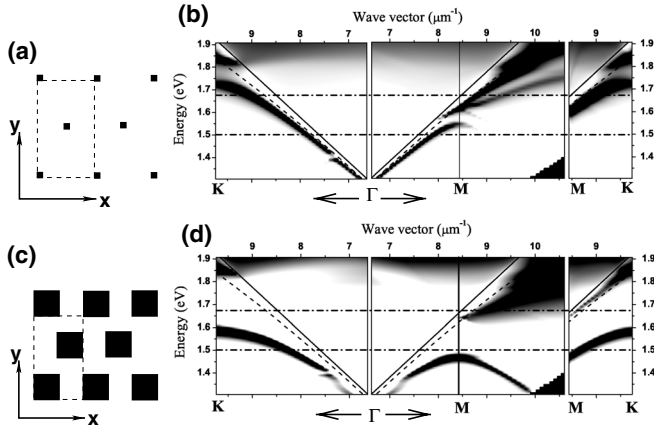 Wave vector (μm⁻¹)
(b)
9 8 7 8 9 10 9
(a)
1.9 1.9
1.8 1.8
1.7 1.7
1.6 1.6
1.5 1.5
1.4 1.4
Energy (eV)
y
x
K Γ M M K
Wave vector (μm⁻¹)
(d)
(c)
9 8 7 8 9 10 9
1.9 1.9
1.8 1.8
1.7 1.7
1.6 1.6
1.5 1.5
1.4 1.4
Energy (eV)
y
x
K Γ M M K